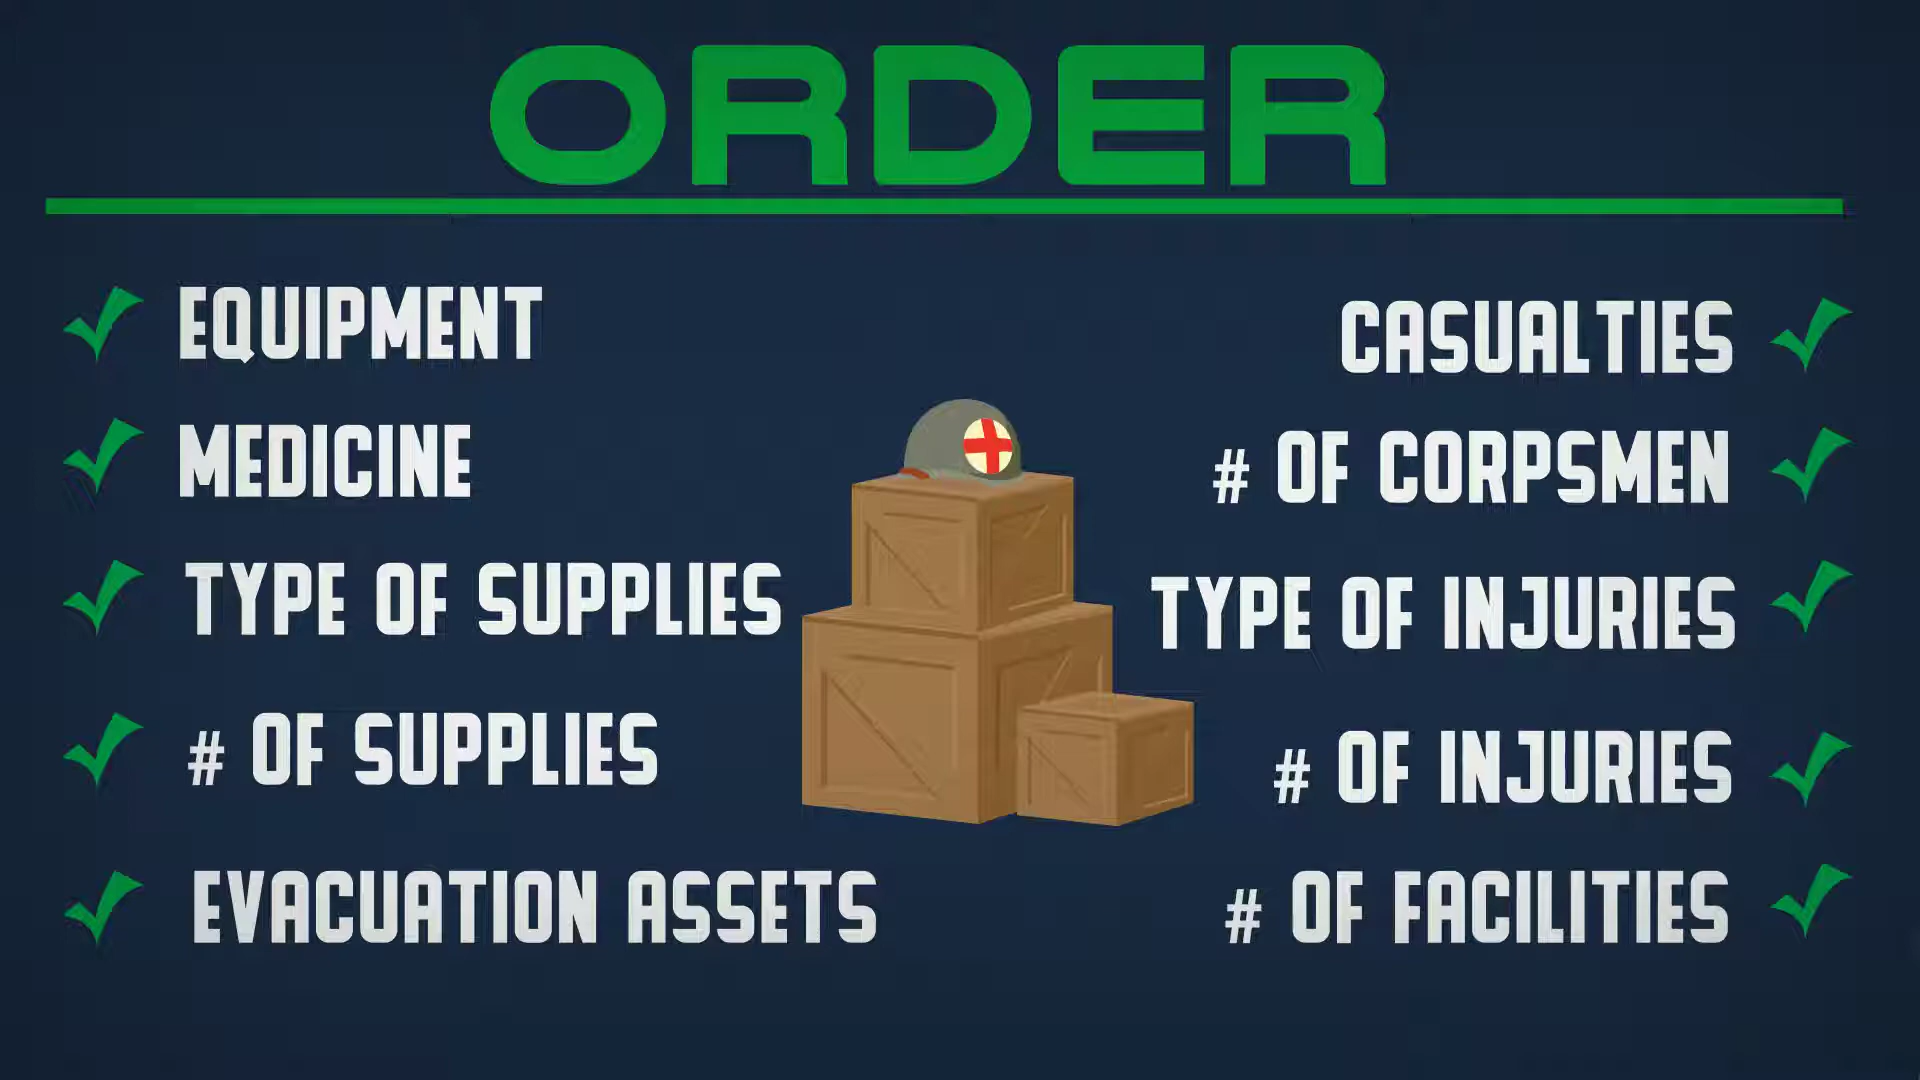 ORDER
EQUIPMENT
MEDICINE
TYPE OF SUPPLIES
# OF SUPPLIES
EVACUATION ASSETS
CASUALTIES
# OF CORPSMEN
TYPE OF INJURIES
# OF INJURIES
# OF FACILITIES